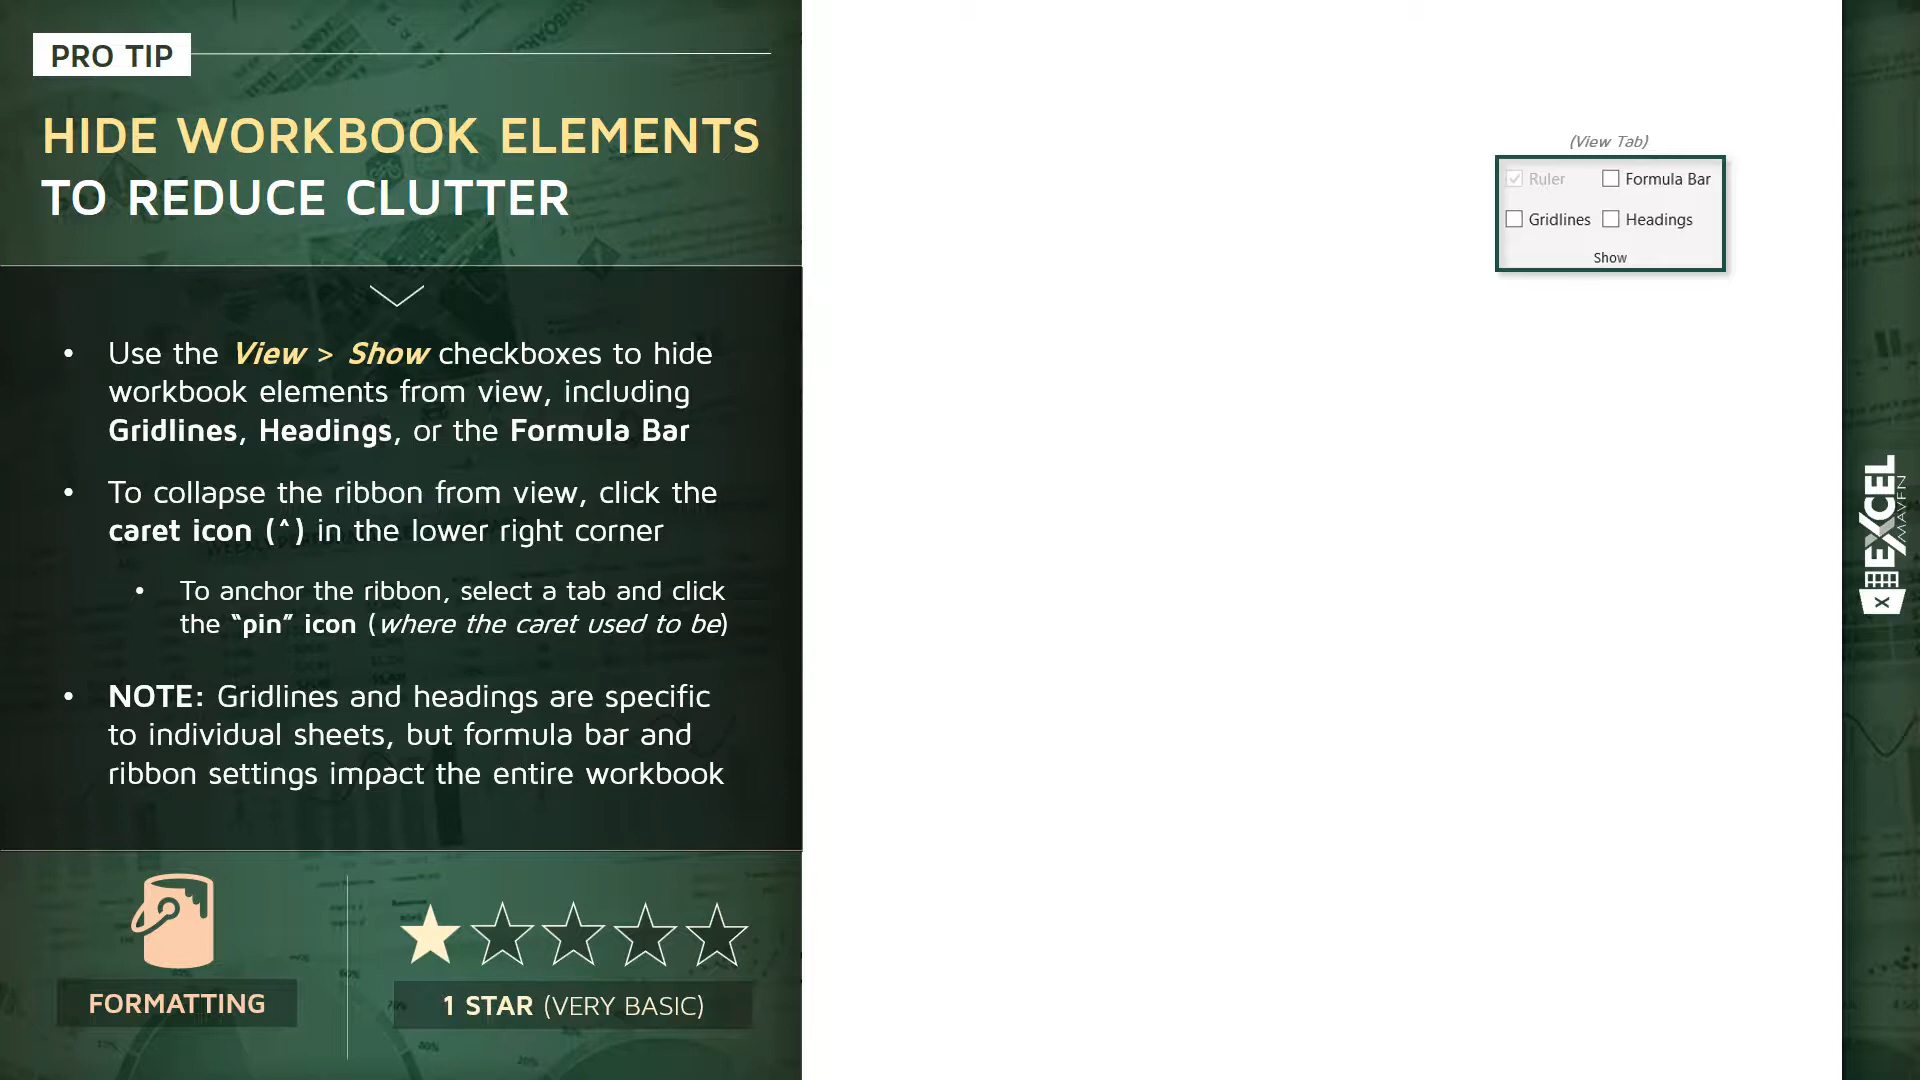 PRO TIP
HIDE WORKBOOK ELEMENTS
TO REDUCE CLUTTER
• Use the View > Show checkboxes to hide
workbook elements from view, including
Gridlines, Headings, or the Formula Bar
• To collapse the ribbon from view, click the
caret icon (^) in the lower right corner
• To anchor the ribbon, select a tab and click
the "pin" icon (where the caret used to be)
• NOTE: Gridlines and headings are specific
to individual sheets, but formula bar and
ribbon settings impact the entire workbook
FORMATTING
1 STAR (VERY BASIC)
(View Tab)
Ruler Formula Bar
Gridlines Headings
Show
X EXCEL
MAVEN